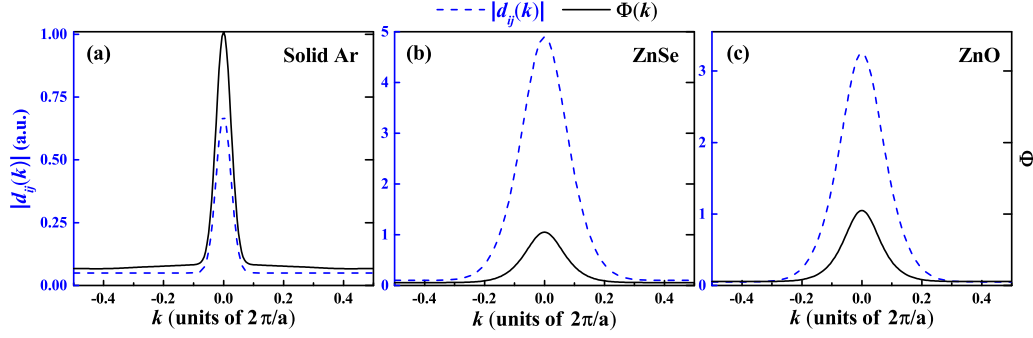 |d_ij(k)| Φ(k)
(a) Solid Ar
1.00
0.75
0.50
0.25
0.00
|d_ij(k)| (a.u.)
-0.4 -0.2 0.0 0.2 0.4
k (units of 2π/a)
(b) ZnSe
5
4
3
2
1
0
-0.4 -0.2 0.0 0.2 0.4
k (units of 2π/a)
(c) ZnO
3
2
1
0
-0.4 -0.2 0.0 0.2 0.4
k (units of 2π/a)
Φ